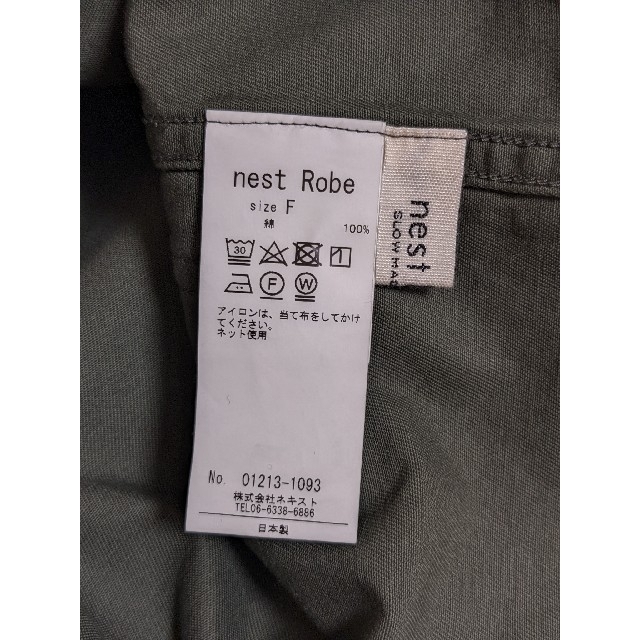 nest Robe
size F
綿 100%
30
F W
アイロンは、当て布をしてかけ
てください。
ネット使用
No. 01213-1093
株式会社ネキスト
TEL06-6338-6886
日本製
nest
SLOW MA